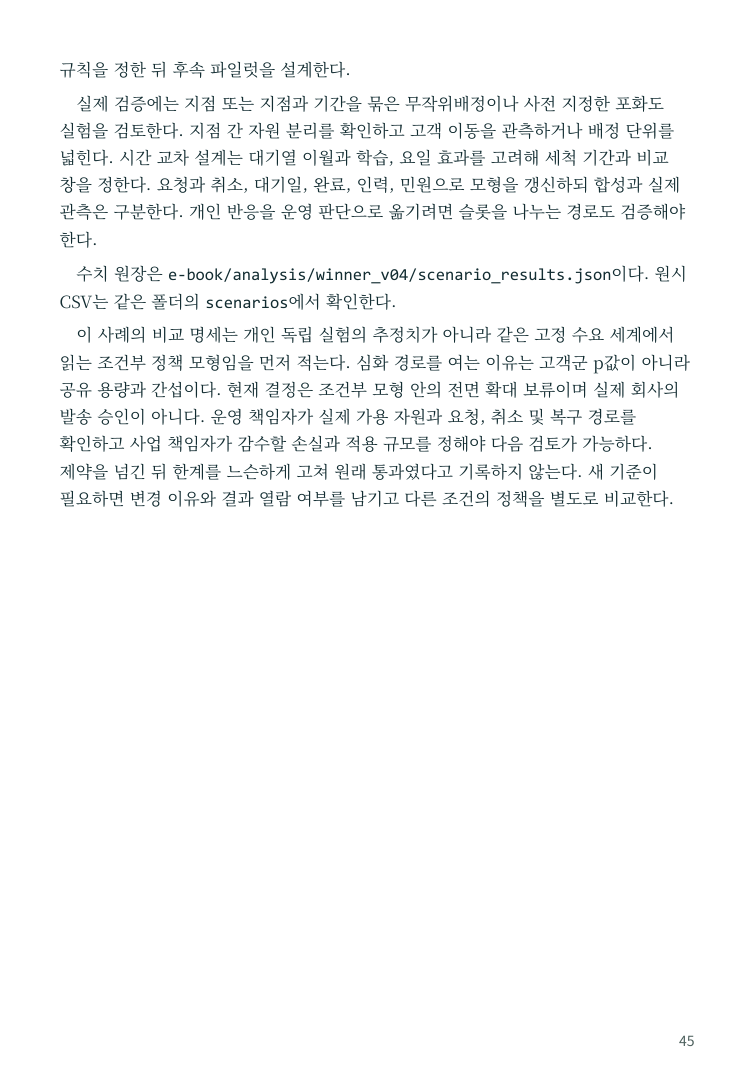 규칙을 정한 뒤 후속 파일럿을 설계한다.
실제 검증에는 지점 또는 지점과 기간을 묶은 무작위배정이나 사전 지정한 포화도
실험을 검토한다. 지점 간 자원 분리를 확인하고 고객 이동을 관측하거나 배정 단위를
넓힌다. 시간 교차 설계는 대기열 이월과 학습, 요일 효과를 고려해 세척 기간과 비교
창을 정한다. 요청과 취소, 대기일, 완료, 인력, 민원으로 모형을 갱신하되 합성과 실제
관측은 구분한다. 개인 반응을 운영 판단으로 옮기려면 슬롯을 나누는 경로도 검증해야
한다.
수치 원장은 e-book/analysis/winner_v04/scenario_results.json이다. 원시
CSV는 같은 폴더의 scenarios에서 확인한다.
이 사례의 비교 명세는 개인 독립 실험의 추정치가 아니라 같은 고정 수요 세계에서
읽는 조건부 정책 모형임을 먼저 적는다. 심화 경로를 여는 이유는 고객군 p값이 아니라
공유 용량과 간섭이다. 현재 결정은 조건부 모형 안의 전면 확대 보류이며 실제 회사의
발송 승인이 아니다. 운영 책임자가 실제 가용 자원과 요청, 취소 및 복구 경로를
확인하고 사업 책임자가 감수할 손실과 적용 규모를 정해야 다음 검토가 가능하다.
제약을 넘긴 뒤 한계를 느슨하게 고쳐 원래 통과였다고 기록하지 않는다. 새 기준이
필요하면 변경 이유와 결과 열람 여부를 남기고 다른 조건의 정책을 별도로 비교한다.
45